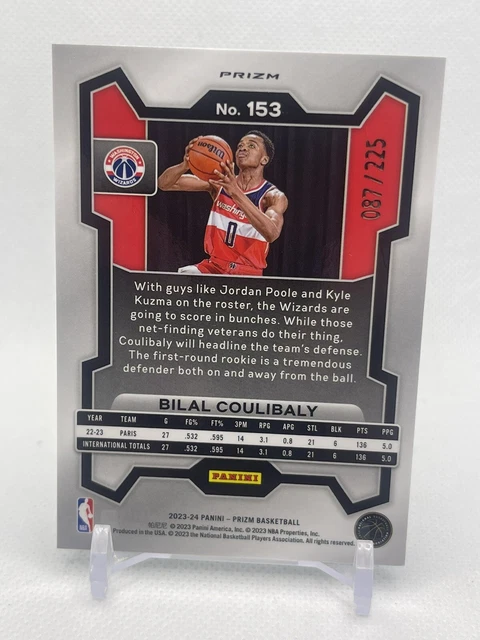 PRIZM
No. 153
087/225
WASHINGTON
WIZARDS
Washing
0
With guys like Jordan Poole and Kyle
Kuzma on the roster, the Wizards are
going to score in bunches. While those
net-finding veterans do their thing,
Coulibaly will headline the team's defense.
The first-round rookie is a tremendous
defender both on and away from the ball.
BILAL COULIBALY
YEAR TEAM G FG% FT% 3PM RPG APG STL BLK PTS PPG
22-23 PARIS 27 .532 .595 14 3.1 0.8 21 6 136 5.0
INTERNATIONAL TOTALS 27 .532 .595 14 3.1 0.8 21 6 136 5.0
PANINI
2023-24 PANINI – PRIZM BASKETBALL
© 2023 Panini America, Inc. © 2023 NBA Properties, Inc.
Produced in the USA. © 2023 the National Basketball Players Association. All rights reserved.
NBA